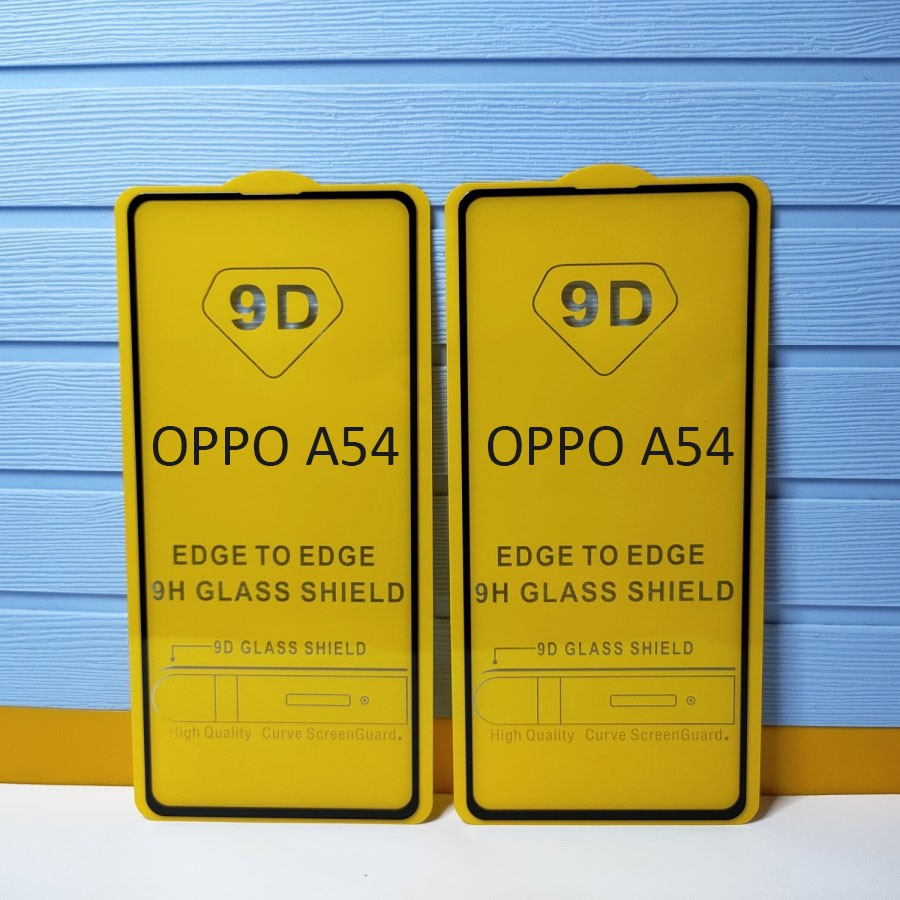 9D
OPPO A54
EDGE TO EDGE
9H GLASS SHIELD
9D GLASS SHIELD
High Quality Curve ScreenGuard.
9D
OPPO A54
EDGE TO EDGE
9H GLASS SHIELD
9D GLASS SHIELD
High Quality Curve ScreenGuard.